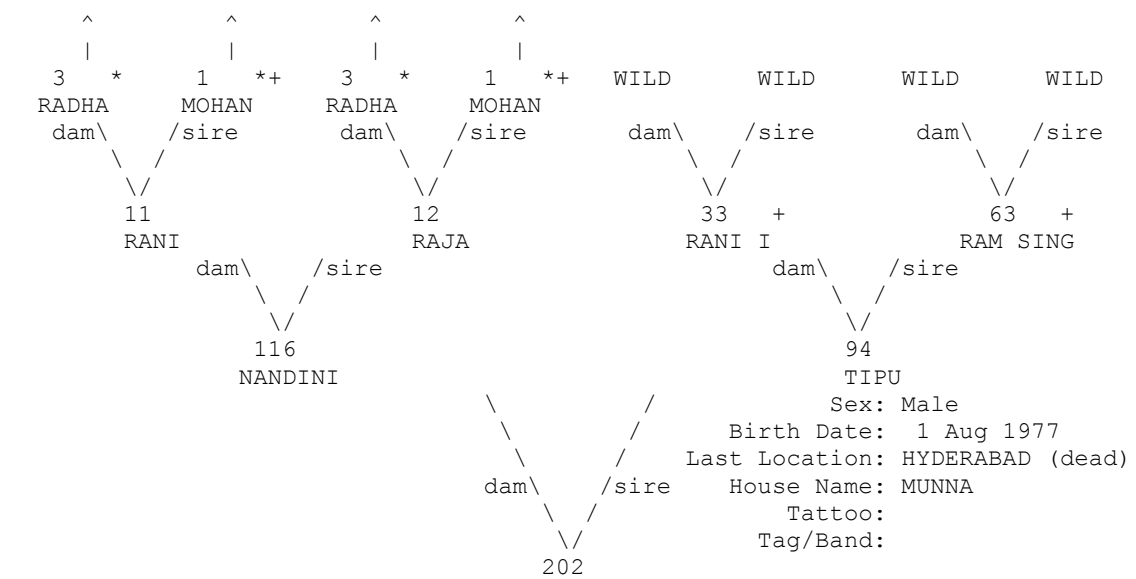 ^ ^ ^ ^
| | | |
3 * 1 *+ 3 * 1 *+ WILD WILD WILD WILD
RADHA MOHAN RADHA MOHAN
dam\ /sire dam\ /sire dam\ /sire dam\ /sire
\ / \ / \ / \ /
\/ \/ \/ \/
11 12 33 + 63 +
RANI RAJA RANI I RAM SING
dam\ /sire dam\ /sire
\ / \ /
\/ \/
116 94
NANDINI TIPU
\ / Sex: Male
\ / Birth Date: 1 Aug 1977
\ / Last Location: HYDERABAD (dead)
dam\ /sire House Name: MUNNA
\ / Tattoo:
\/ Tag/Band:
202